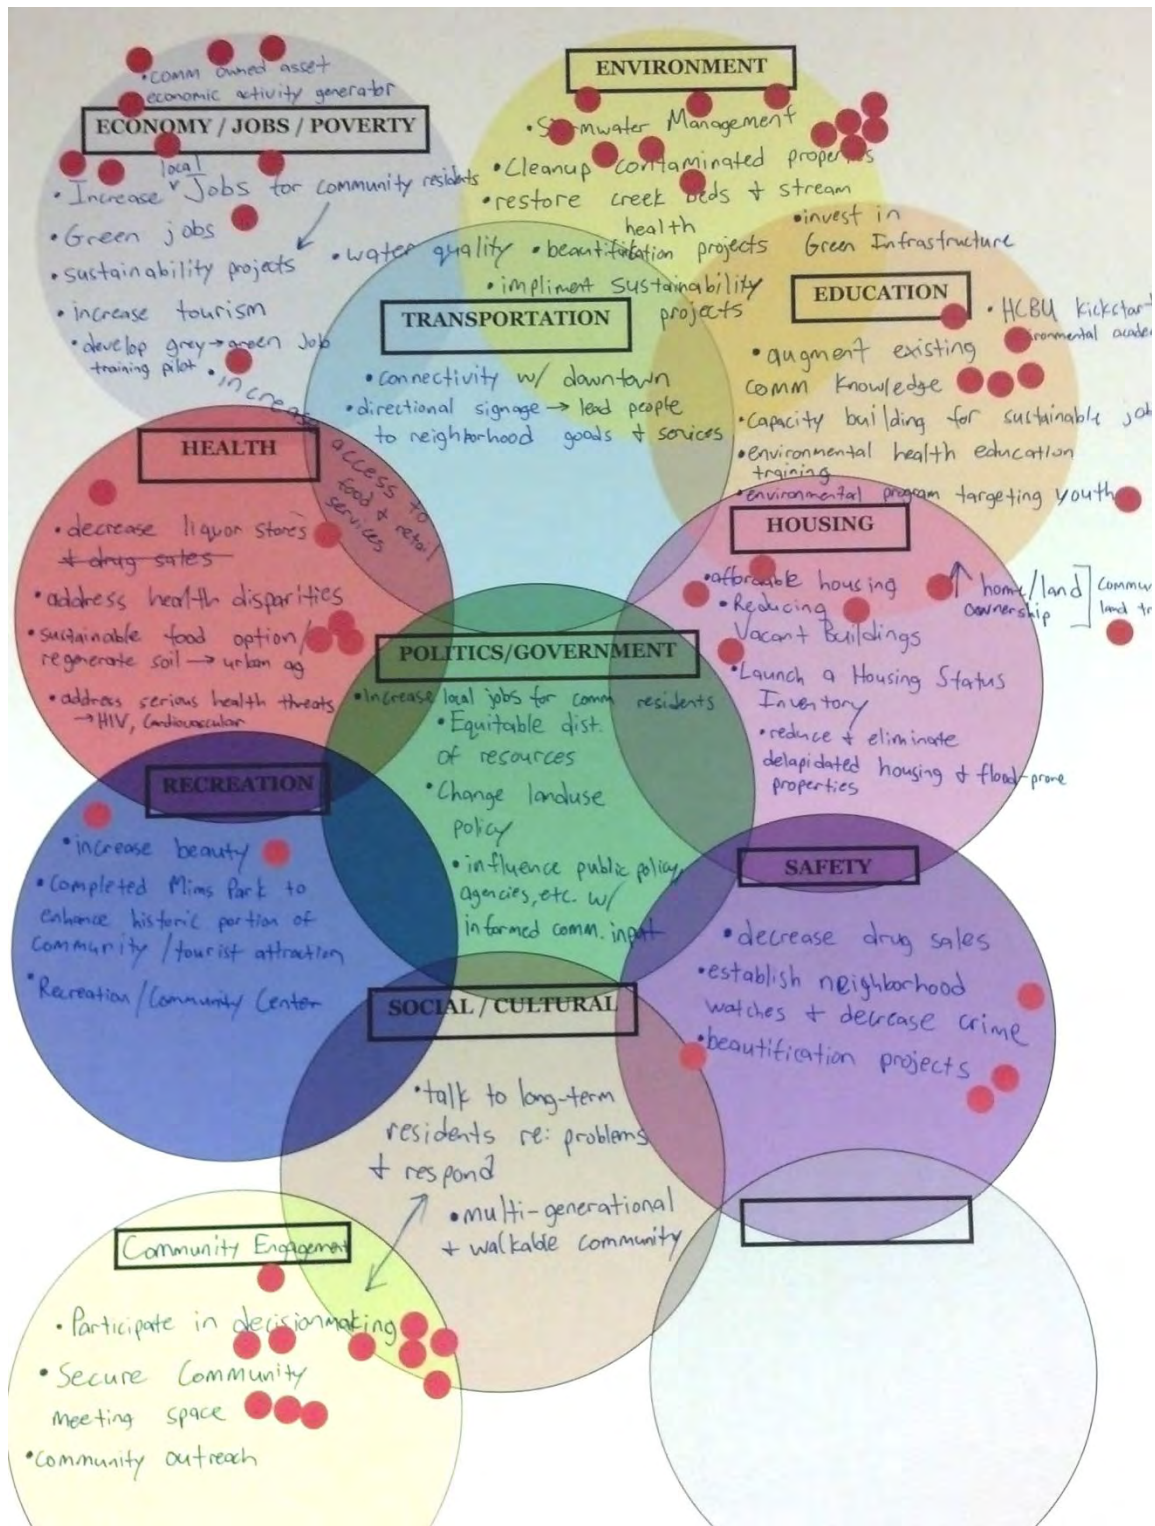 • comm owned asset
economic activity generator
ECONOMY / JOBS / POVERTY
local
• Increase ˅ Jobs for community residents
• Green jobs
• sustainability projects
• increase tourism
• develop grey → green Job
training pilot
• increase access to
food & retail
services
ENVIRONMENT
• Stormwater Management
• Cleanup contaminated properties
• restore creek beds & stream
health
• water quality
• beautification projects
• impliment sustainability
projects
• invest in
Green Infrastructure
TRANSPORTATION
• connectivity w/ downtown
• directional signage → lead people
to neighborhood goods & services
EDUCATION
• HCBU Kickstar
• augment existing
comm knowledge
• capacity building for sustainable
• environmental health education
training
• environmental program targeting youth
HEALTH
• decrease liquor stores
& drug sales
• address health disparities
• sustainable food option/
regenerate soil → urban ag
• address serious health threats
→ HIV, Cardiovascular
HOUSING
• affordable housing
• Reducing
Vacant Buildings
• Launch a Housing Status
Inventory
• reduce & eliminate
delapidated housing & flood-prone
properties
↑ home/land
ownership
land
POLITICS/GOVERNMENT
• Increase local jobs for comm residents
• Equitable dist.
of resources
• Change landuse
policy
• influence public policy,
agencies, etc. w/
informed comm. input
RECREATION
• increase beauty
• Completed Mims Park to
enhance historic portion of
community / tourist attraction
• Recreation / Community Center
SAFETY
• decrease drug sales
• establish neighborhood
watches & decrease crime
• beautification projects
SOCIAL / CULTURAL
• talk to long-term
residents re: problems
& respond
• multi-generational
& walkable community
Community Engagement
• Participate in decisionmaking
• Secure Community
meeting space
• community outreach